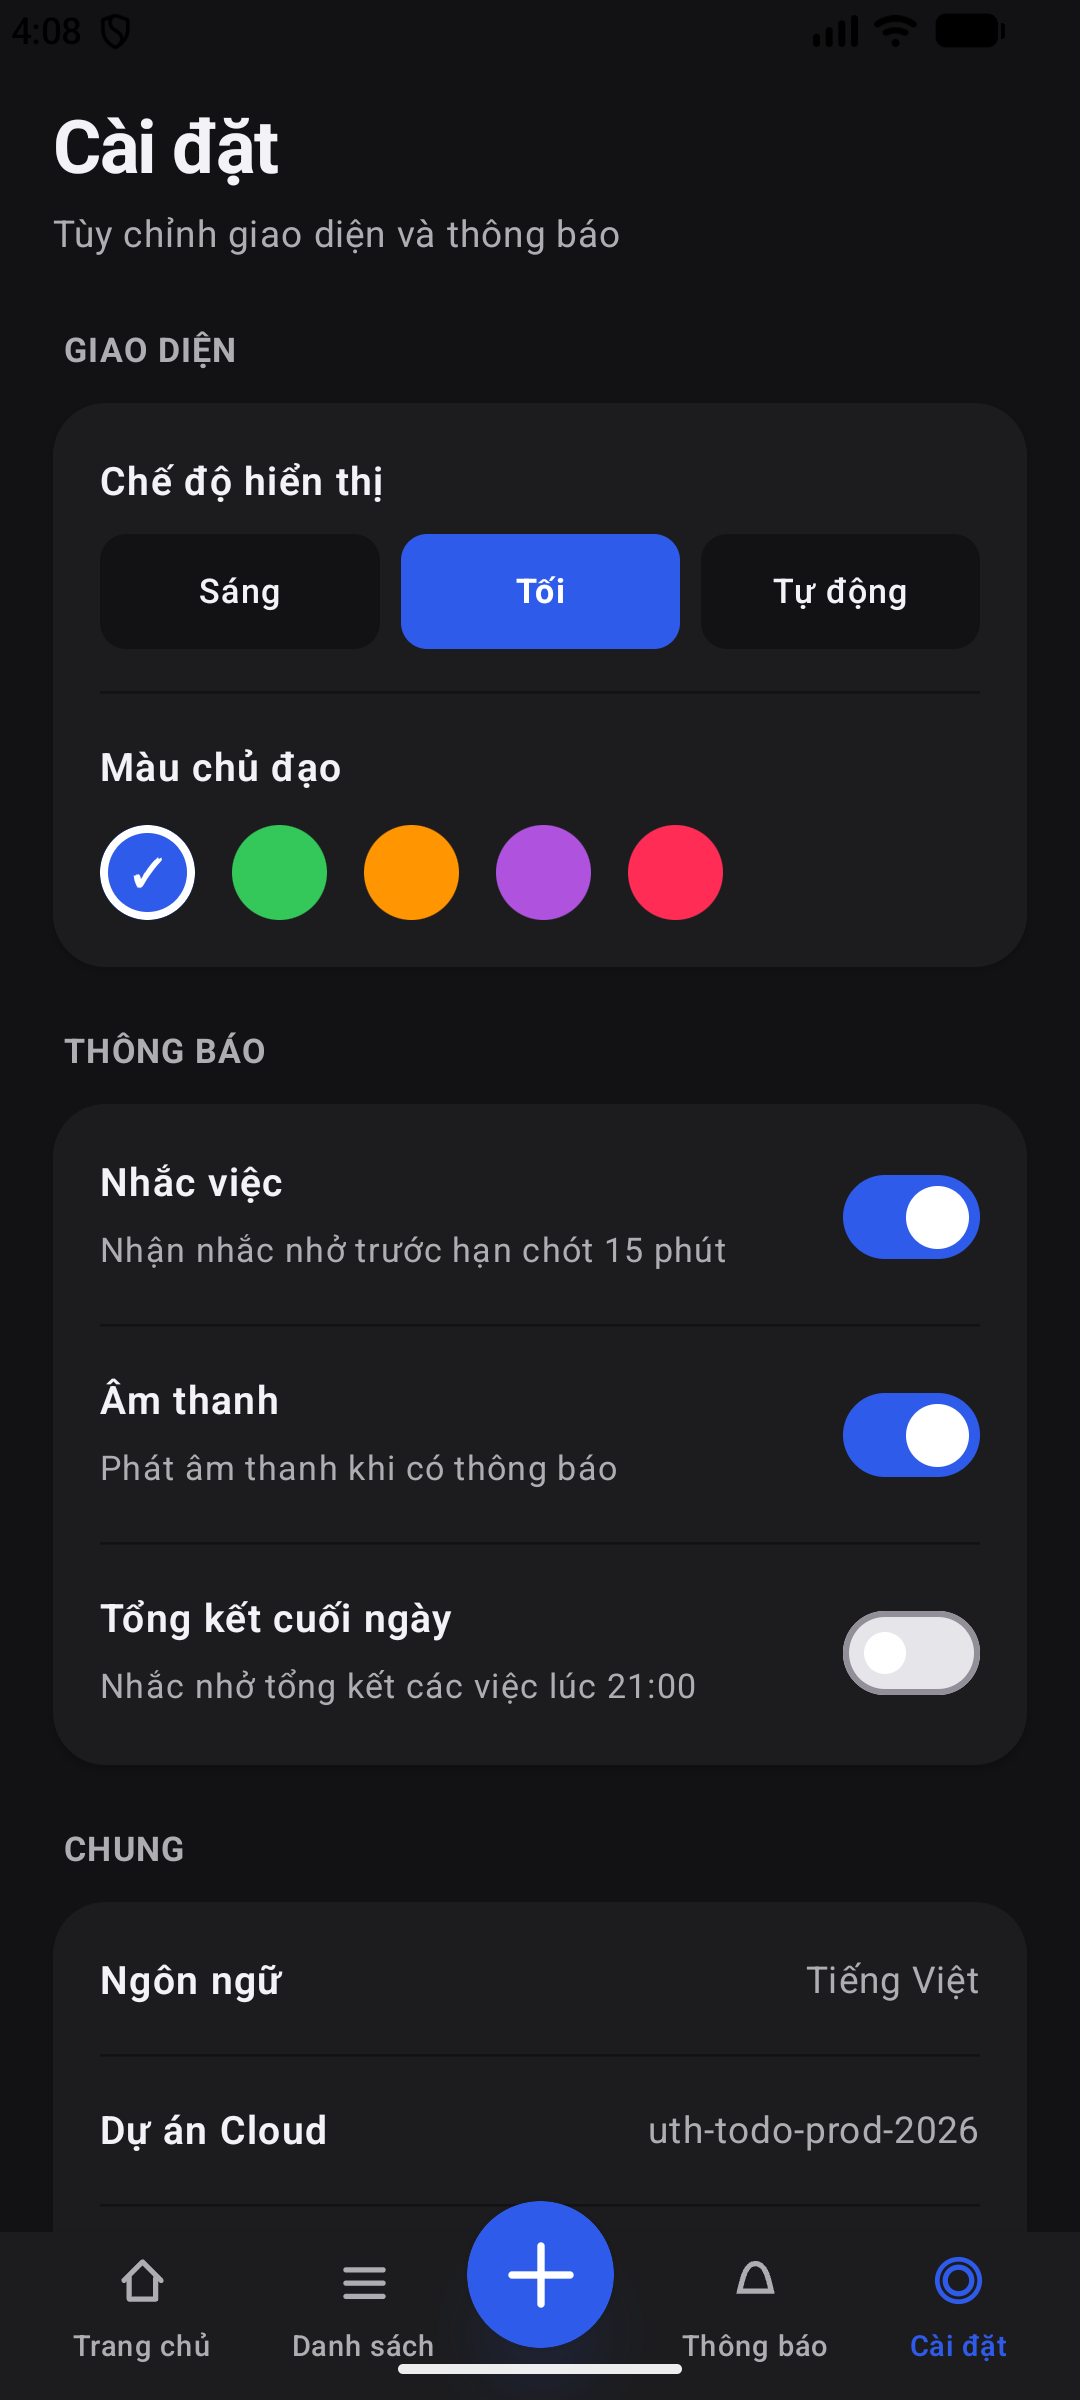 4:08
Cài đặt
Tùy chỉnh giao diện và thông báo
GIAO DIỆN
Chế độ hiển thị
Sáng
Tối
Tự động
Màu chủ đạo
THÔNG BÁO
Nhắc việc
Nhận nhắc nhở trước hạn chót 15 phút
Âm thanh
Phát âm thanh khi có thông báo
Tổng kết cuối ngày
Nhắc nhở tổng kết các việc lúc 21:00
CHUNG
Ngôn ngữ
Tiếng Việt
Dự án Cloud
uth-todo-prod-2026
Trang chủ
Danh sách
Thông báo
Cài đặt